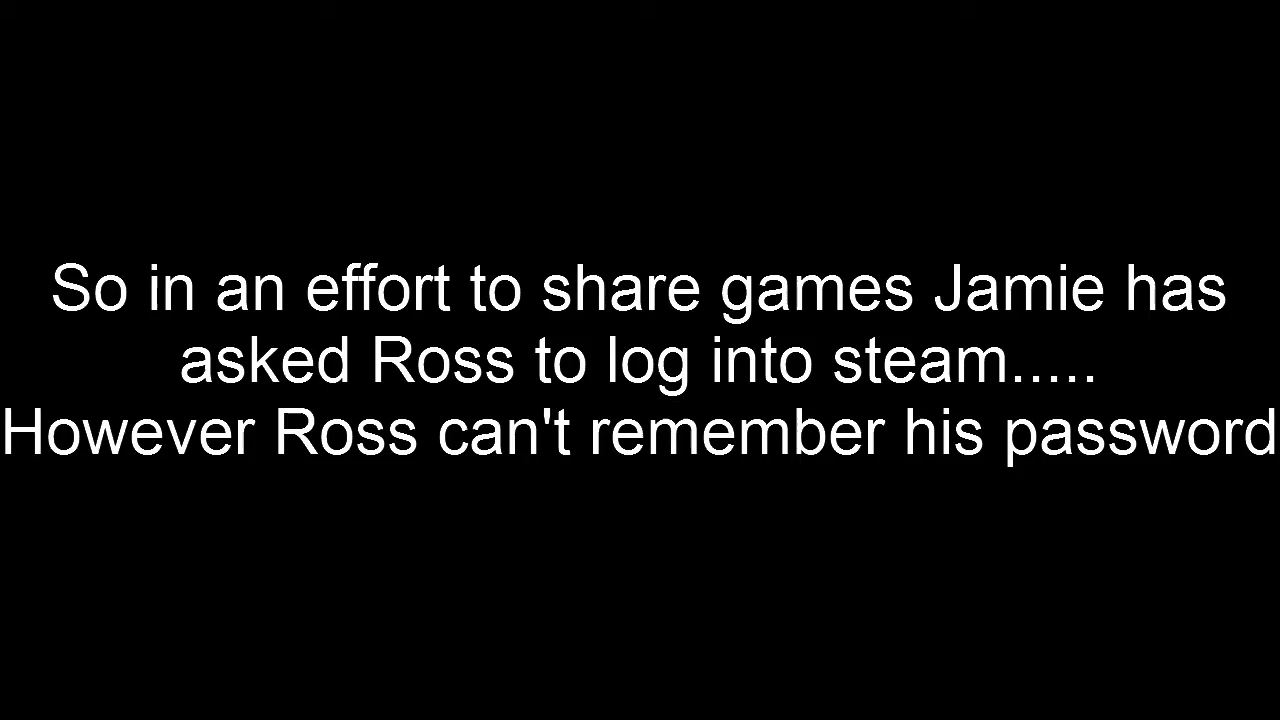 So in an effort to share games Jamie has
asked Ross to log into steam.....
However Ross can't remember his password